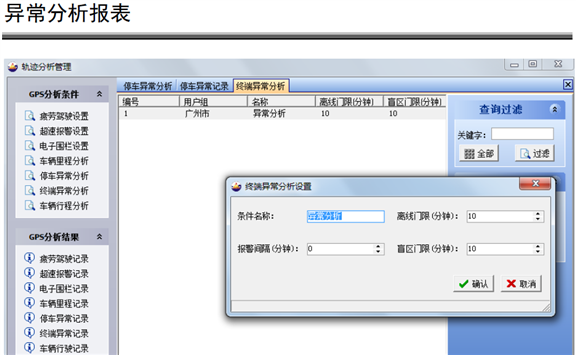 异常分析报表
轨迹分析管理
GPS分析条件
疲劳驾驶设置
超速报警设置
电子围栏设置
车辆里程分析
停车异常分析
终端异常分析
车辆行程分析
GPS分析结果
疲劳驾驶记录
超速报警记录
电子围栏记录
车辆里程记录
停车异常记录
终端异常记录
车辆行驶记录
停车异常分析 停车异常记录 终端异常分析
编号 用户组 名称 离线门限(分钟) 盲区门限(分钟)
1 广州市 异常分析 10 10
查询过滤
关键字:
全部 过滤
终端异常分析设置
条件名称: 异常分析 离线门限(分钟): 10
报警间隔(分钟): 0 盲区门限(分钟): 10
确认 取消